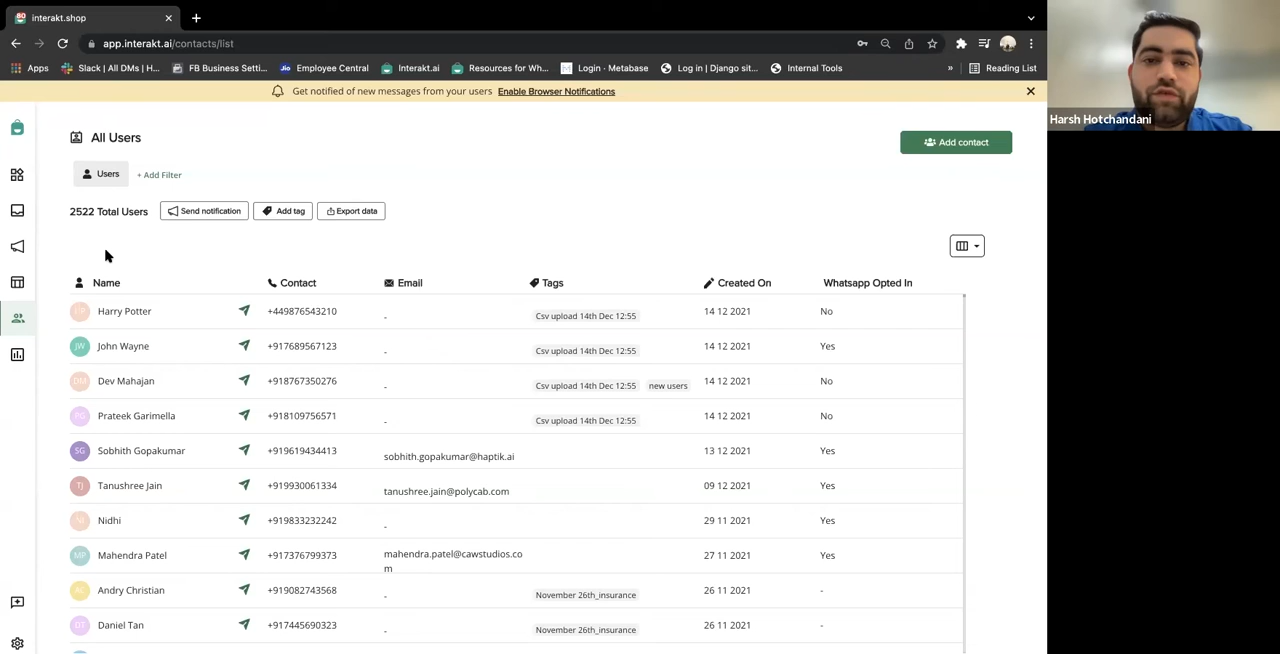 interakt.shop
app.interakt.ai/contacts/list
Apps Slack | All DMs | H... FB Business Setti... Employee Central Interakt.ai Resources for Wh... Login · Metabase Log in | Django sit... Internal Tools » Reading List
Get notified of new messages from your users Enable Browser Notifications
Harsh Hotchandani
All Users
Add contact
Users + Add Filter
2522 Total Users Send notification Add tag Export data
Name Contact Email Tags Created On Whatsapp Opted In
HP Harry Potter +449876543210 - Csv upload 14th Dec 12:55 14 12 2021 No
JW John Wayne +917689567123 - Csv upload 14th Dec 12:55 14 12 2021 Yes
DM Dev Mahajan +918767350276 - Csv upload 14th Dec 12:55 new users 14 12 2021 No
PG Prateek Garimella +918109756571 - Csv upload 14th Dec 12:55 14 12 2021 No
SG Sobhith Gopakumar +919619434413 sobhith.gopakumar@haptik.ai 13 12 2021 Yes
TJ Tanushree Jain +919930061334 tanushree.jain@polycab.com 09 12 2021 Yes
Nidhi +919833232242 - 29 11 2021 Yes
MP Mahendra Patel +917376799373 mahendra.patel@cawstudios.co 27 11 2021 Yes
m
AC Andry Christian +919082743568 - November 26th_insurance 26 11 2021 -
DT Daniel Tan +917445690323 - November 26th_insurance 26 11 2021 -